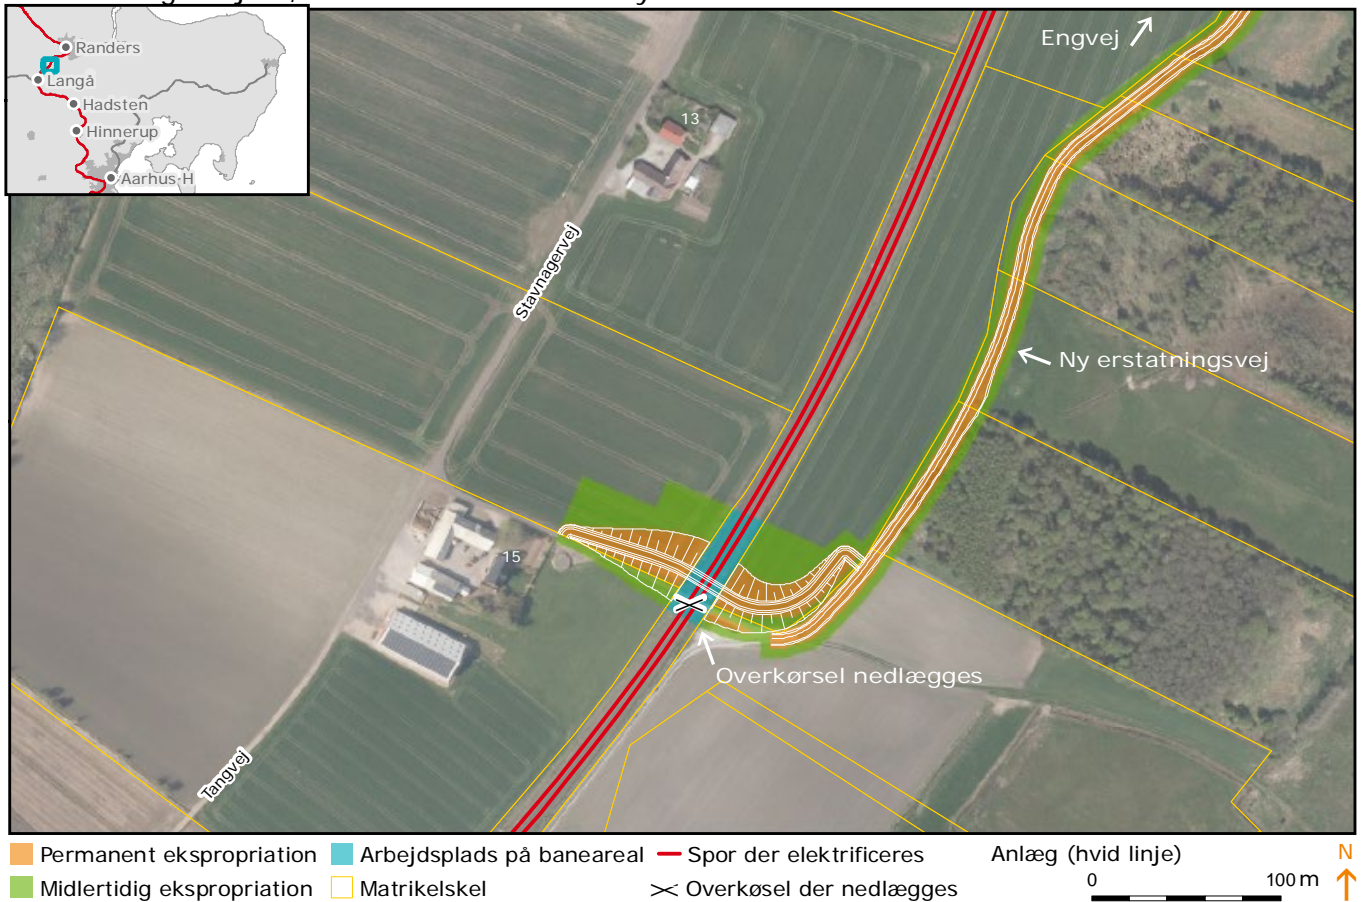 Randers
Langå
Hadsten
Hinnerup
Aarhus H
Engvej
13
Stavnagervej
Ny erstatningsvej
15
Overkørsel nedlægges
Tangvej
Permanent ekspropriation
Arbejdsplads på baneareal
Spor der elektrificeres
Anlæg (hvid linje)
N
Midlertidig ekspropriation
Matrikelskel
Overkøsel der nedlægges
0 100 m